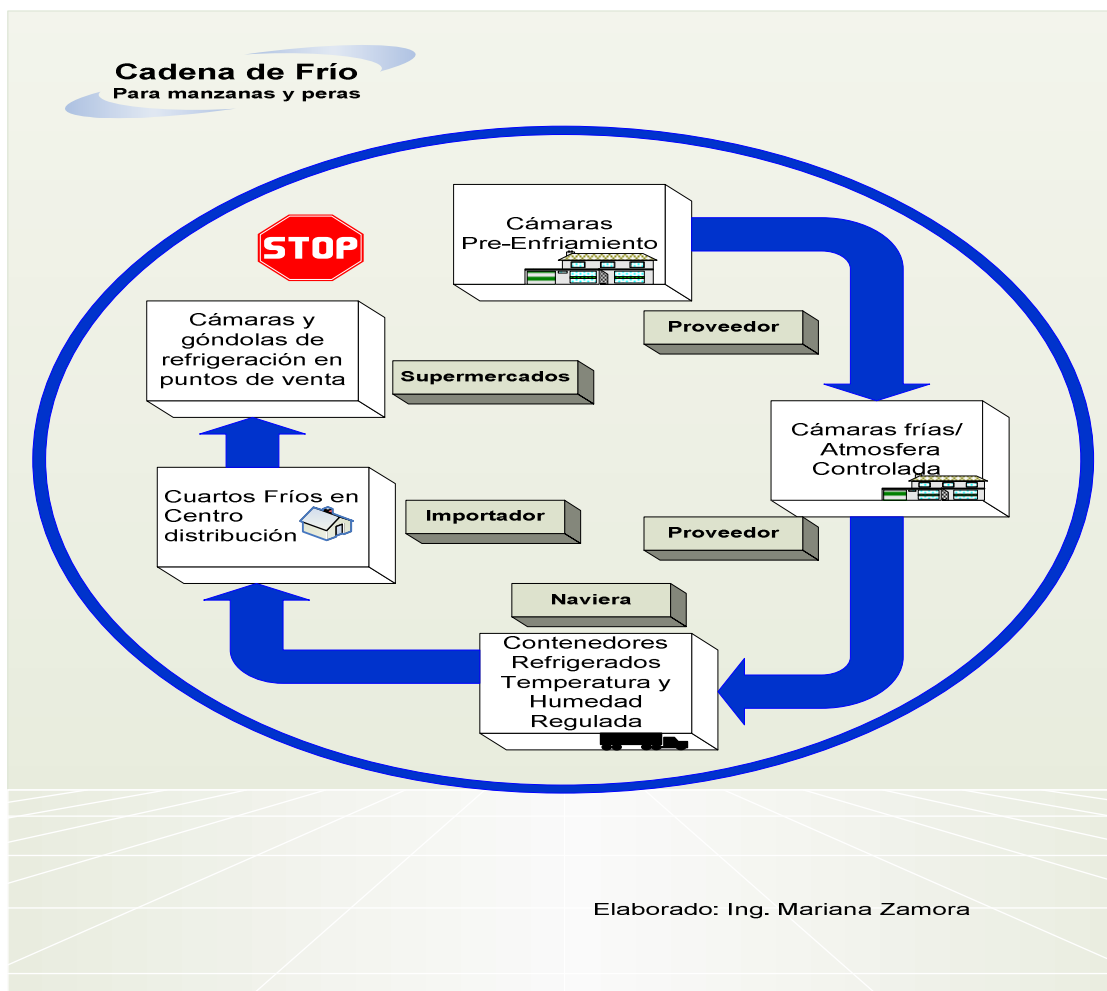 Cadena de Frío
Para manzanas y peras
Cámaras
Pre-Enfriamiento
STOP
Proveedor
Cámaras y
góndolas de
refrigeración en
puntos de venta
Supermercados
Cámaras frías/
Atmosfera
Controlada
Cuartos Fríos en
Centro
distribución
Importador
Proveedor
Naviera
Contenedores
Refrigerados
Temperatura y
Humedad
Regulada
Elaborado: Ing. Mariana Zamora